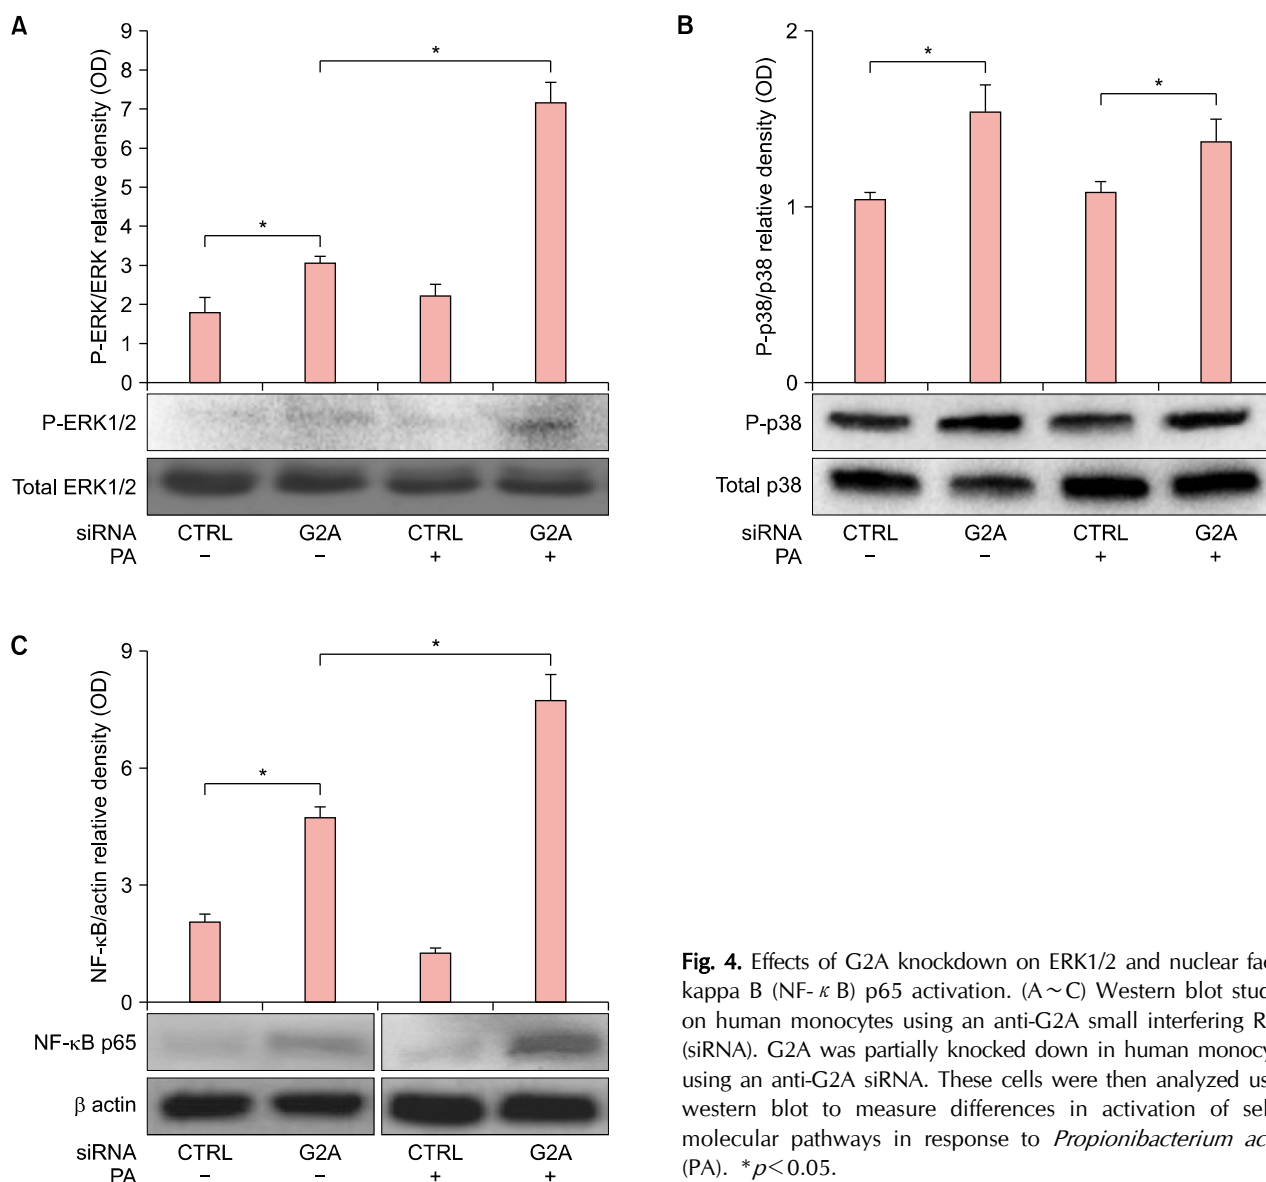 A
P-ERK/ERK relative density (OD)
9
8
7
6
5
4
3
2
1
0
*
*
P-ERK1/2
Total ERK1/2
siRNA CTRL G2A CTRL G2A
PA − − + +
B
P-p38/p38 relative density (OD)
2
1
0
*
*
P-p38
Total p38
siRNA CTRL G2A CTRL G2A
PA − − + +
C
NF-κB/actin relative density (OD)
9
6
3
0
*
*
NF-κB p65
β actin
siRNA CTRL G2A CTRL G2A
PA − − + +
Fig. 4. Effects of G2A knockdown on ERK1/2 and nuclear
kappa B (NF-κB) p65 activation. (A~C) Western blot
on human monocytes using an anti-G2A small interfering
(siRNA). G2A was partially knocked down in human
using an anti-G2A siRNA. These cells were then analyzed
western blot to measure differences in activation of
molecular pathways in response to Propionibacterium
(PA). *p<0.05.